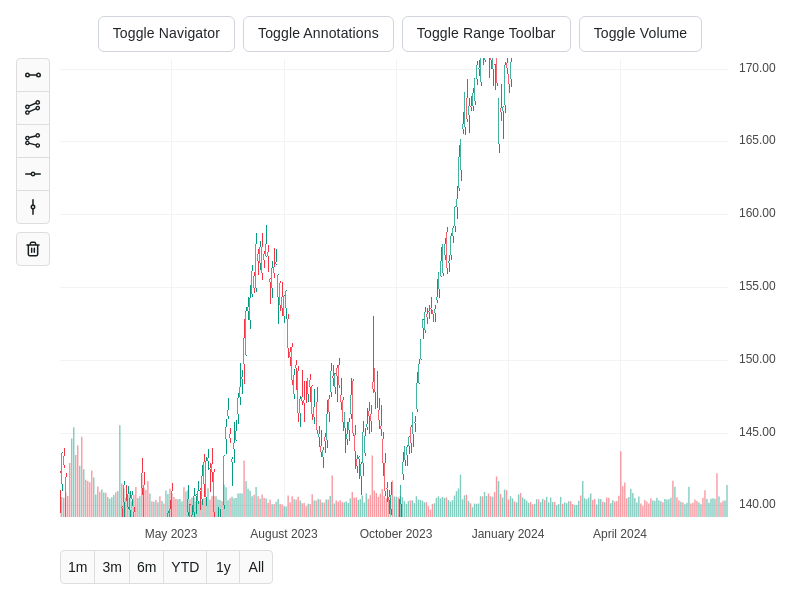 Toggle Navigator Toggle Annotations Toggle Range Toolbar Toggle Volume
170.00
165.00
160.00
155.00
150.00
145.00
140.00
May 2023 August 2023 October 2023 January 2024 April 2024
1m 3m 6m YTD 1y All